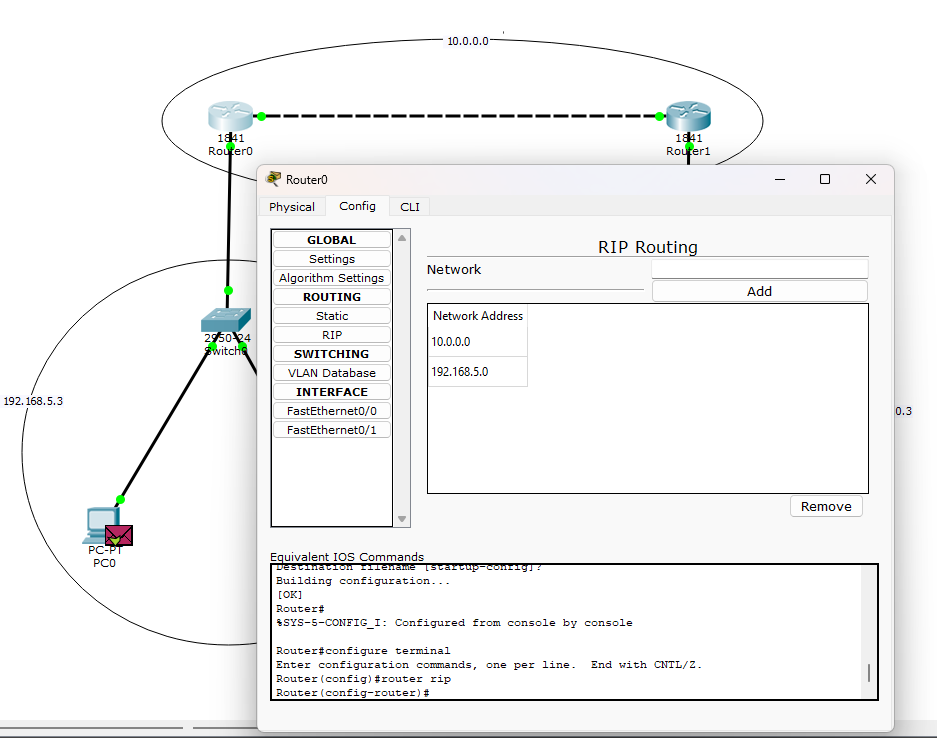 10.0.0.0
1841
Router0
1841
Router1
Router0
Physical
Config
CLI
GLOBAL
Settings
Algorithm Settings
ROUTING
Static
RIP
SWITCHING
VLAN Database
INTERFACE
FastEthernet0/0
FastEthernet0/1
RIP Routing
Network
Add
Network Address
10.0.0.0
192.168.5.0
Remove
2950-24
192.168.5.3
0.3
PC-PT
PC0
Equivalent IOS Commands
Destination filename [startup-config]?
Building configuration...
[OK]
Router#
%SYS-5-CONFIG_I: Configured from console by console
Router#configure terminal
Enter configuration commands, one per line.  End with CNTL/Z.
Router(config)#router rip
Router(config-router)#